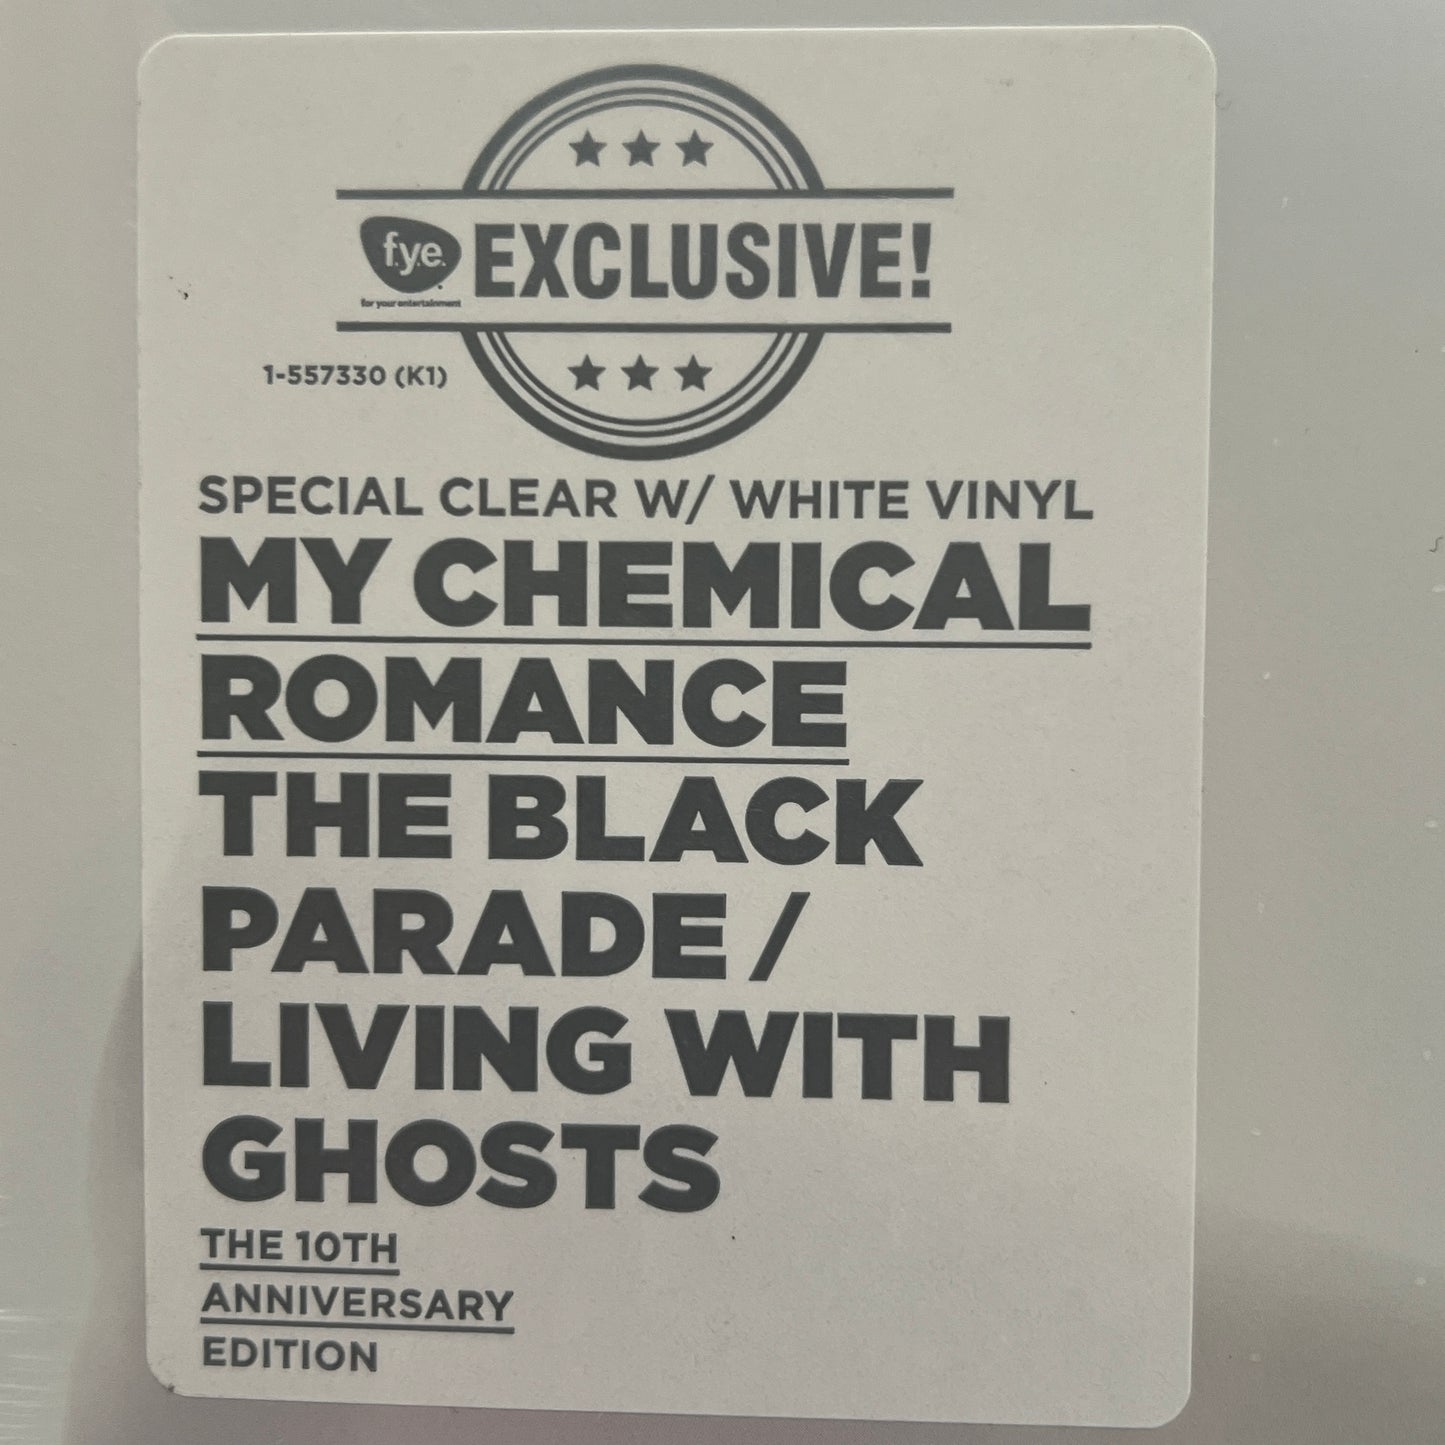 f.y.e. EXCLUSIVE!
for your entertainment
1-557330 (K1)
SPECIAL CLEAR W/ WHITE VINYL
MY CHEMICAL
ROMANCE
THE BLACK
PARADE /
LIVING WITH
GHOSTS
THE 10TH
ANNIVERSARY
EDITION